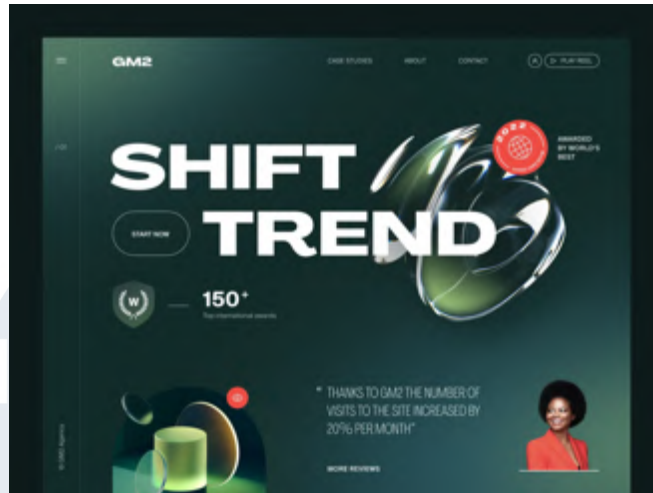 GM2
CASE STUDIES
ABOUT
CONTACT
PLAY REEL
2022
AWARDED
BY WORLD'S
BEST
SHIFT
TREND
START NOW
W
150+
Top international awards
" THANKS TO GM2 THE NUMBER OF
VISITS TO THE SITE INCREASED BY
20% PER MONTH"
MORE REVIEWS